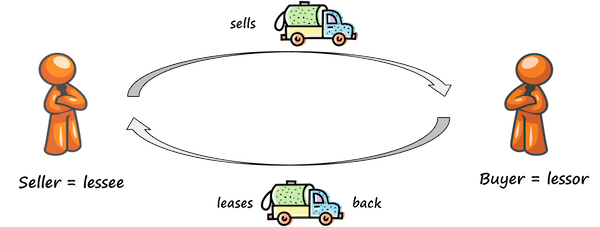 sells
Seller = lessee
Buyer = lessor
leases back